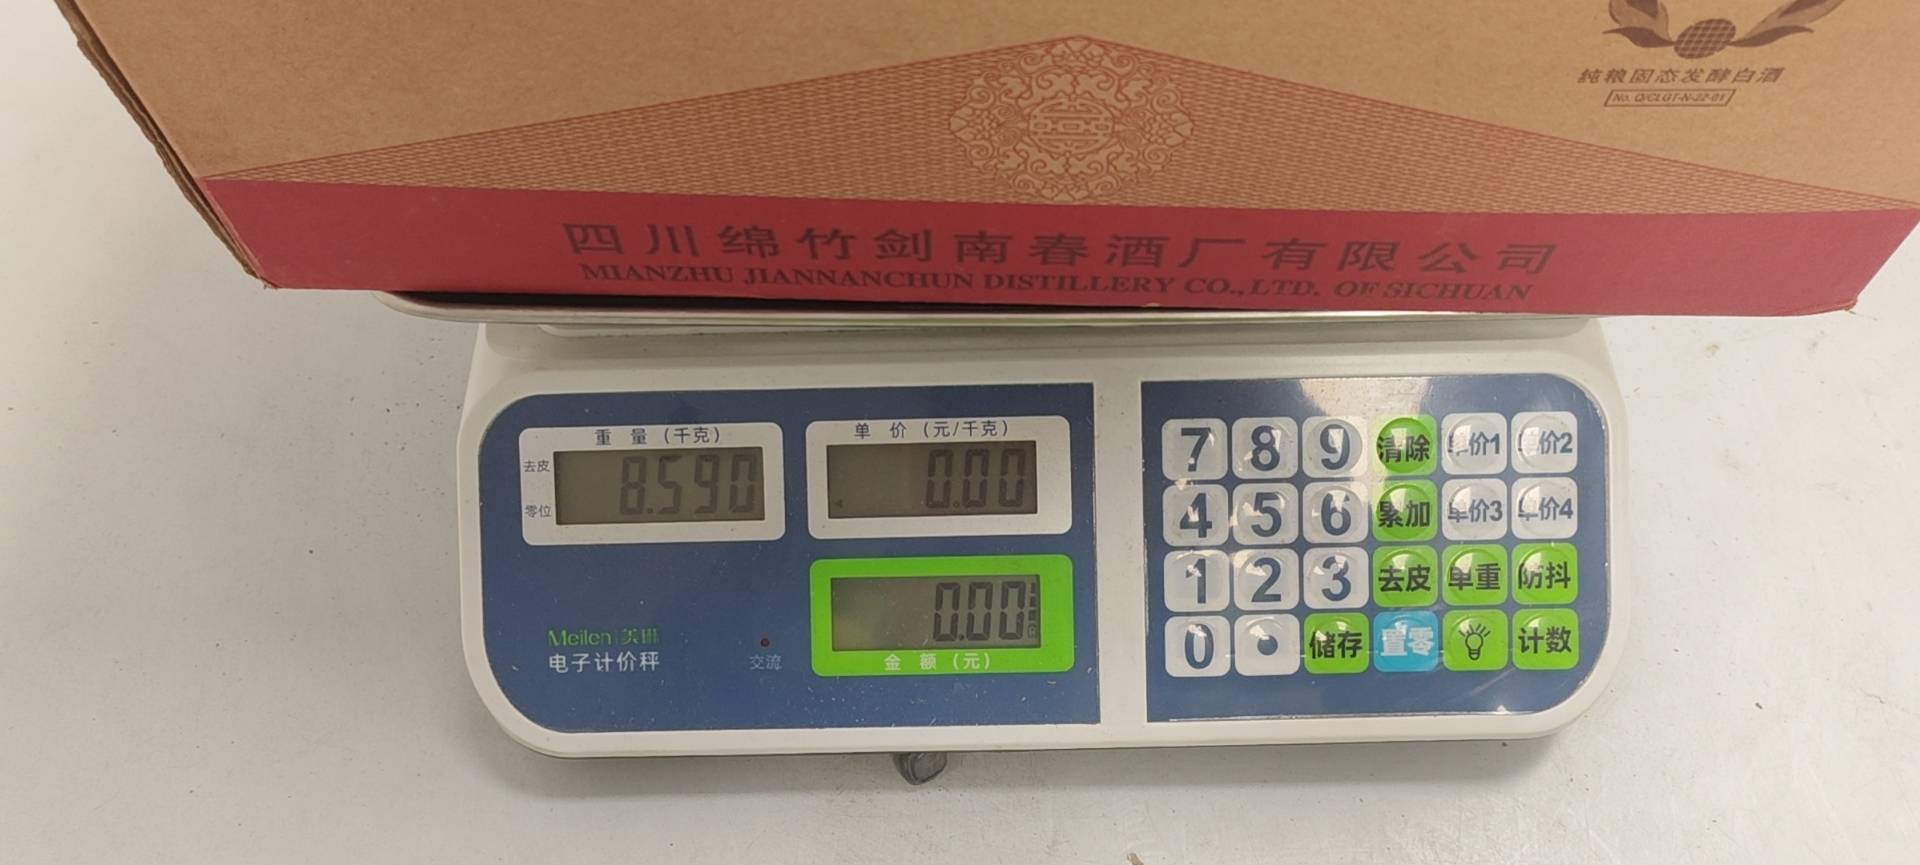 纯粮固态发酵白酒
No. Q/CLGT-N-22-01
四川绵竹剑南春酒厂有限公司
MIANZHU JIANNANCHUN DISTILLERY CO.,LTD. OF SICHUAN
重 量 (千克)
去皮
8.590
零位
单 价 (元/千克)
0.00
0.00
金 额 (元)
Meilen 美琳
电子计价秤
交流
7 8 9 清除 单价1 单价2
4 5 6 累加 单价3 单价4
1 2 3 去皮 单重 防抖
0 • 储存 置零 计数